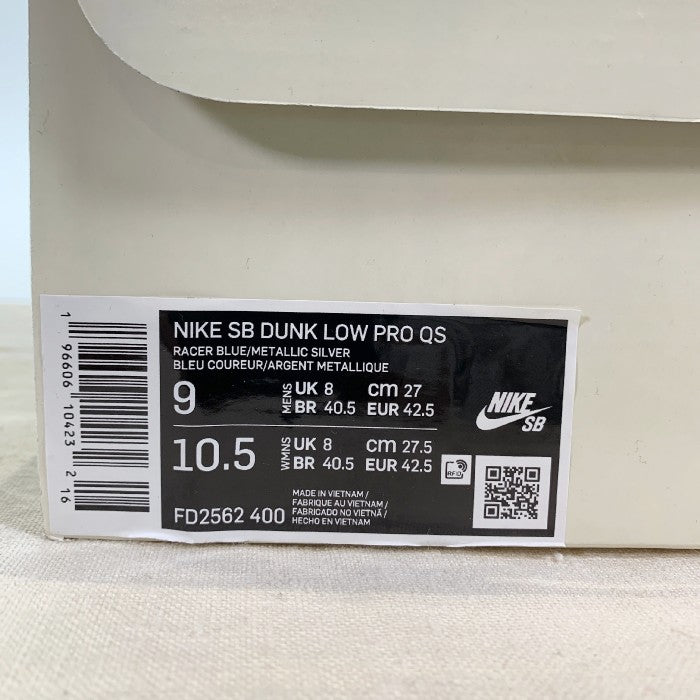 1 96606 10423 2 16
NIKE SB DUNK LOW PRO QS
RACER BLUE/METALLIC SILVER
BLEU COUREUR/ARGENT METALLIQUE
9 MENS UK 8 cm 27
BR 40.5 EUR 42.5
10.5 WMNS UK 8 cm 27.5
BR 40.5 EUR 42.5
RFID
NIKE
SB
FD2562 400
MADE IN VIETNAM /
FABRIQUE AU VIETNAM /
FABRICADO NO VIETNÃ /
HECHO EN VIETNAM